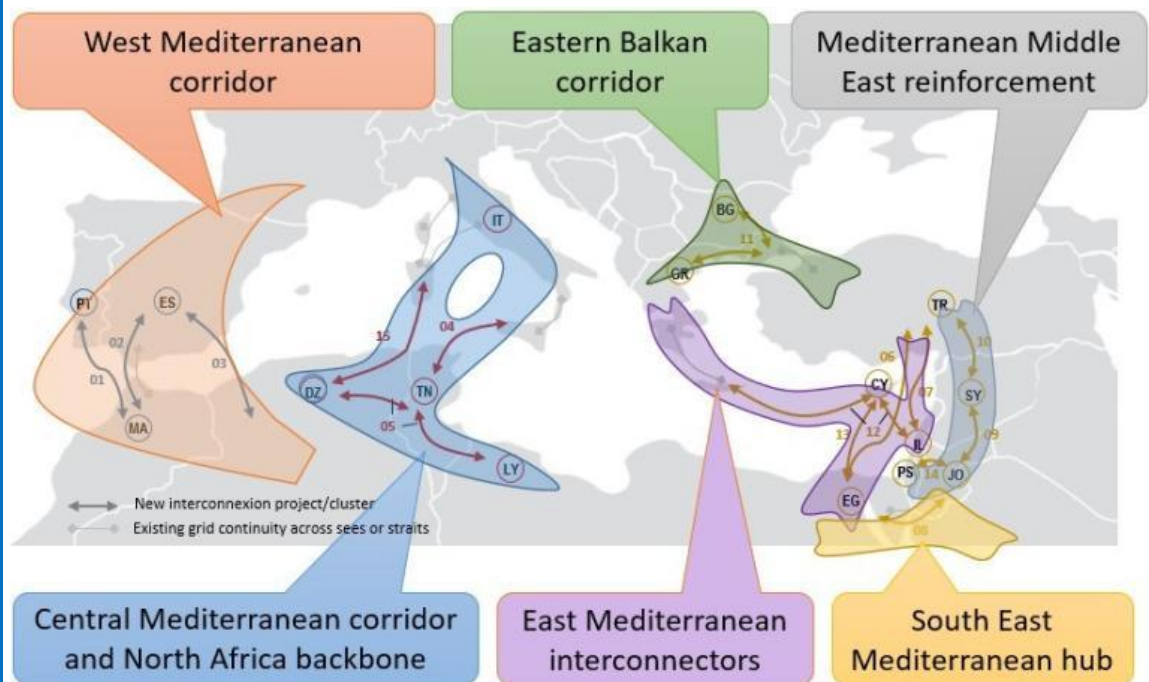 West Mediterranean
corridor
Eastern Balkan
corridor
Mediterranean Middle
East reinforcement
IT
BG
11
GR
PT
ES
02
01
03
MA
15
04
DZ
TN
05
LY
TR
10
06
07
CY
SY
13
12
JL
09
PS
14
JO
EG
08
New interconnexion project/cluster
Existing grid continuity across sees or straits
Central Mediterranean corridor
and North Africa backbone
East Mediterranean
interconnectors
South East
Mediterranean hub